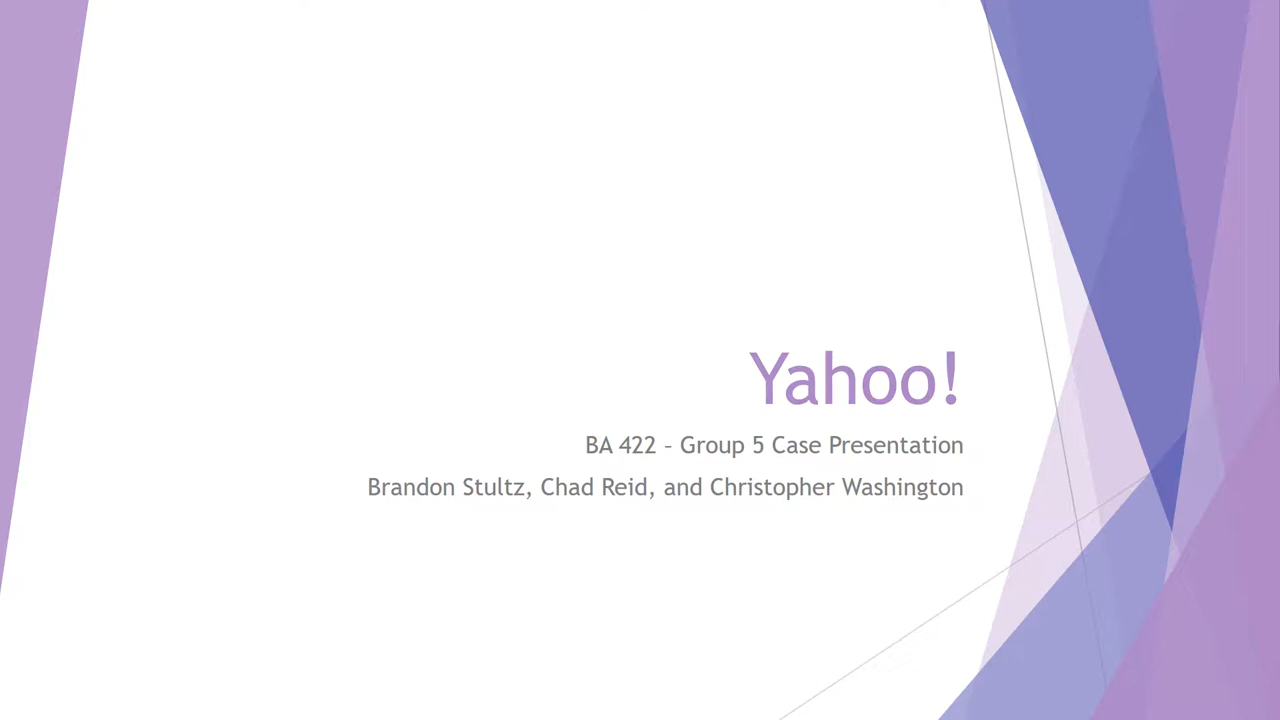 Yahoo!
BA 422 – Group 5 Case Presentation
Brandon Stultz, Chad Reid, and Christopher Washington